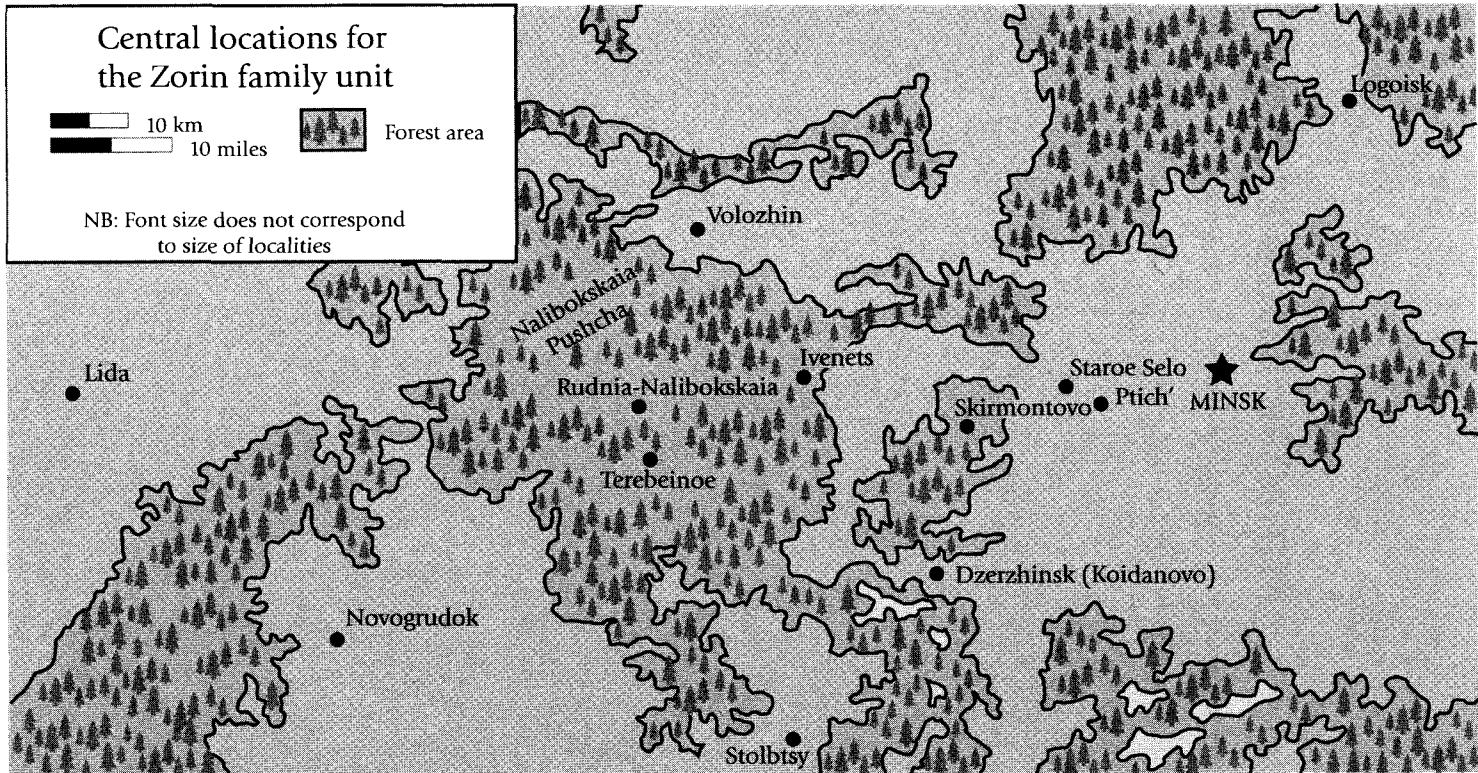 Central locations for
the Zorin family unit
10 km
10 miles
Forest area
NB: Font size does not correspond
to size of localities
Logoisk
Volozhin
Nalibokskaia
Pushcha
Ivenets
Lida
Rudnia-Nalibokskaia
Staroe Selo
Skirmontovo
Ptich'
MINSK
Terebeinoe
Dzerzhinsk (Koidanovo)
Novogrudok
Stolbtsy